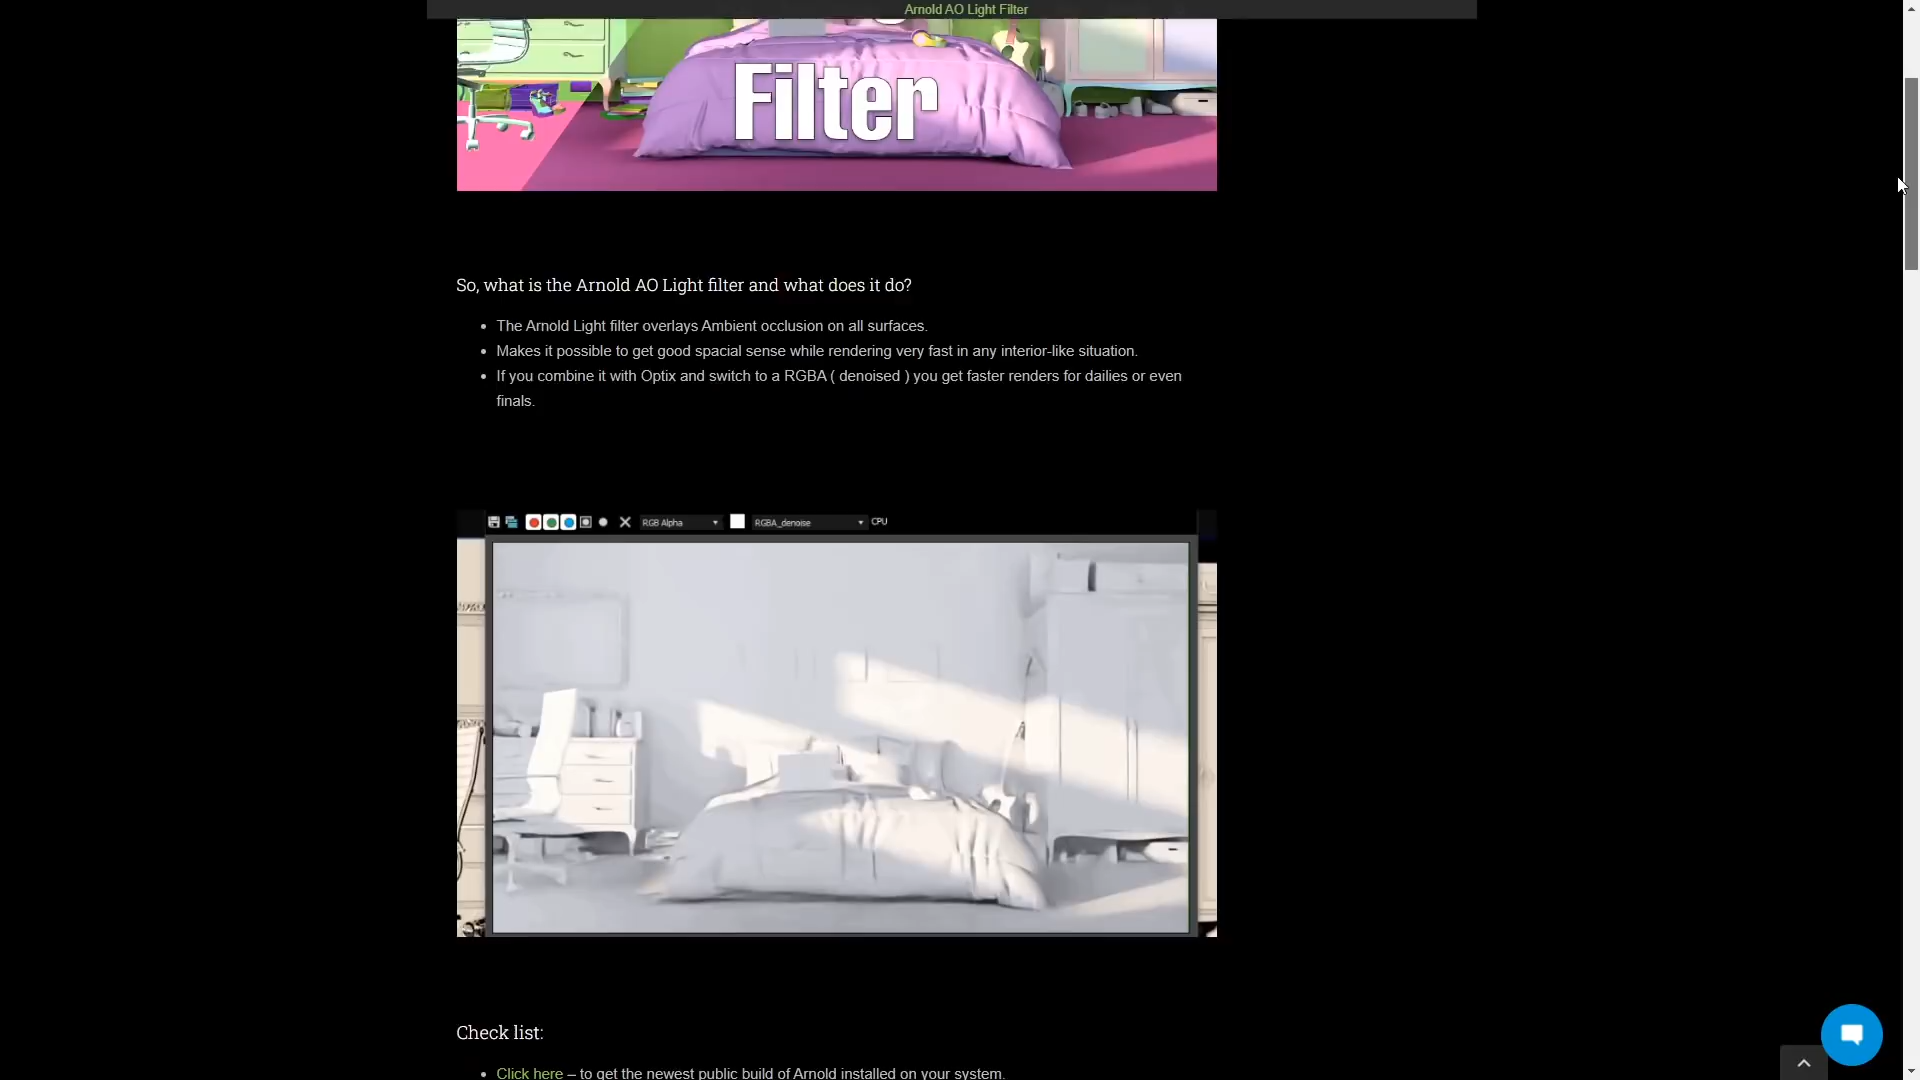 Arnold AO Light Filter
Filter
So, what is the Arnold AO Light filter and what does it do?
The Arnold Light filter overlays Ambient occlusion on all surfaces.
Makes it possible to get good spacial sense while rendering very fast in any interior-like situation.
If you combine it with Optix and switch to a RGBA ( denoised ) you get faster renders for dailies or even
finals.
RGB Alpha RGBA_denoise CPU
Check list:
Click here – to get the newest public build of Arnold installed on your system.